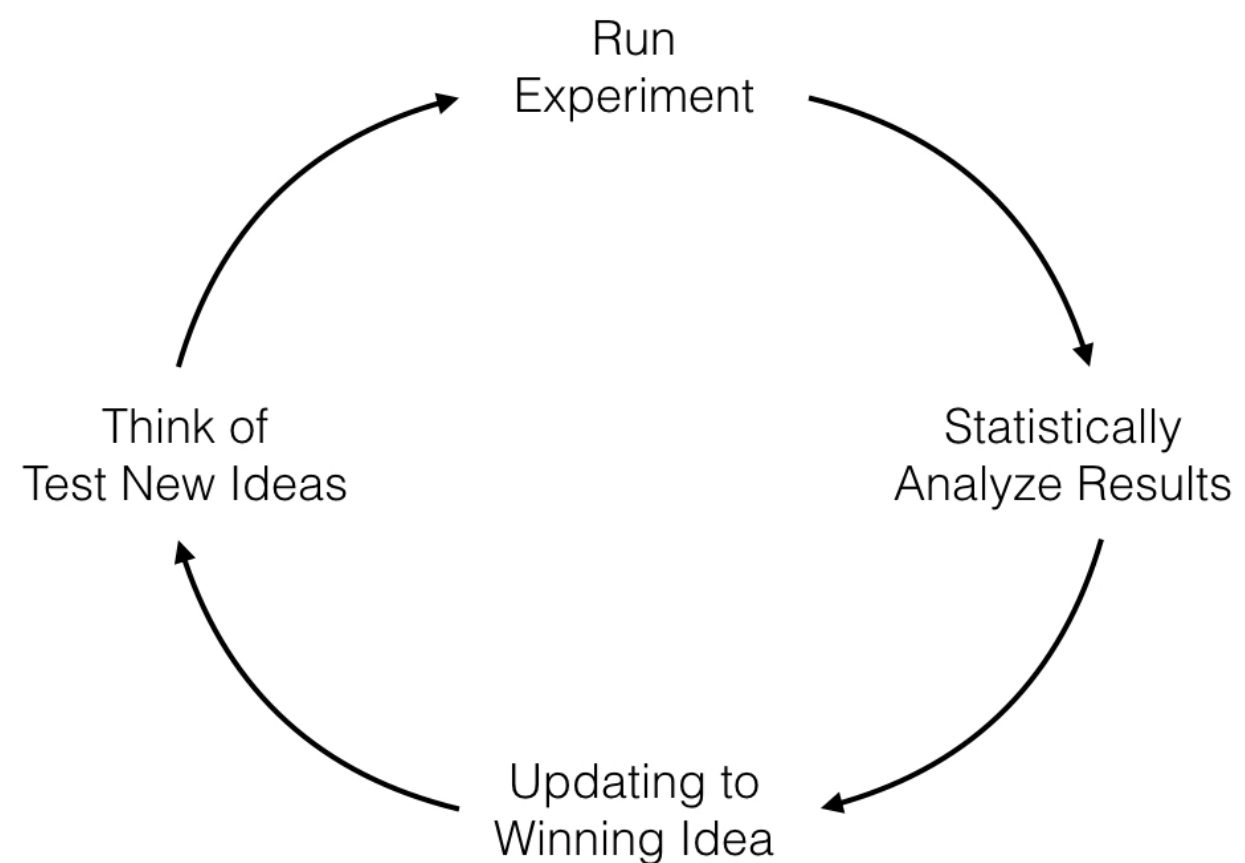 Run
Experiment
Think of
Test New Ideas
Statistically
Analyze Results
Updating to
Winning Idea